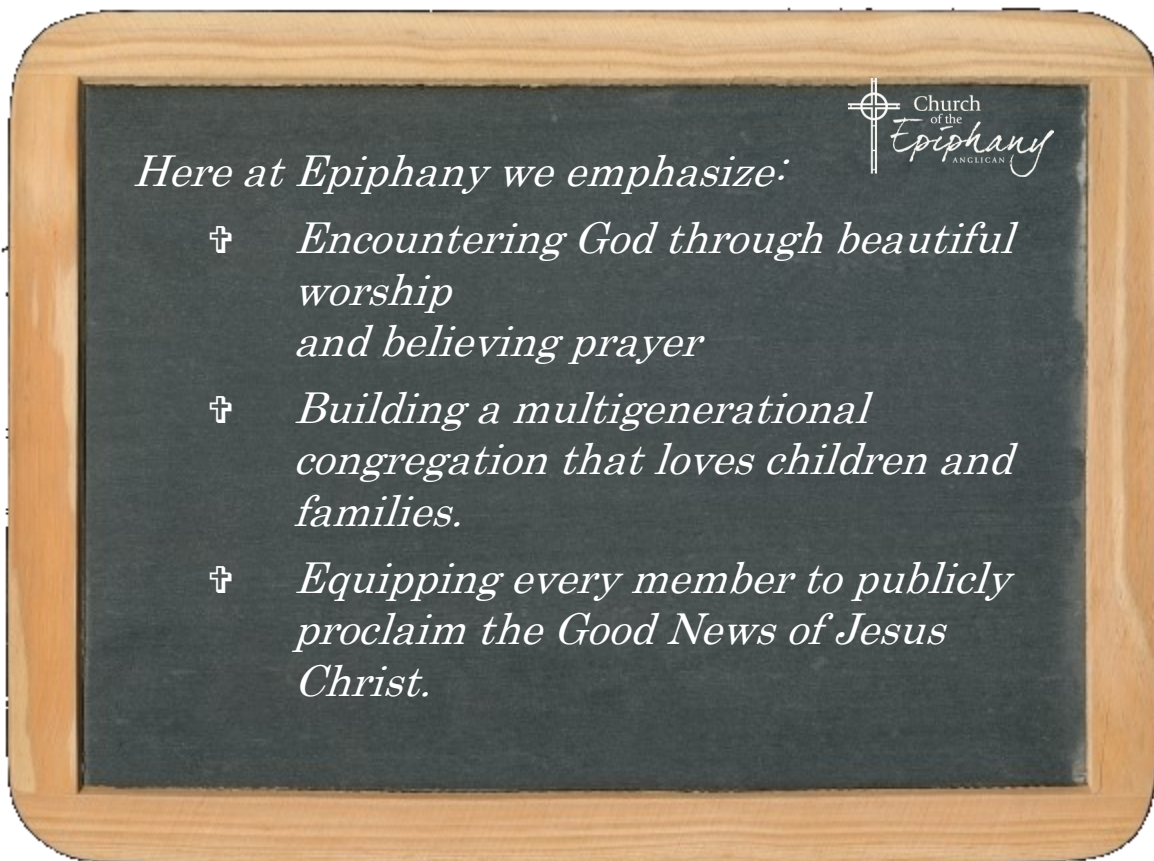 Church
of the
Epiphany
ANGLICAN
Here at Epiphany we emphasize:
✞ Encountering God through beautiful
worship
and believing prayer
✞ Building a multigenerational
congregation that loves children and
families.
✞ Equipping every member to publicly
proclaim the Good News of Jesus
Christ.